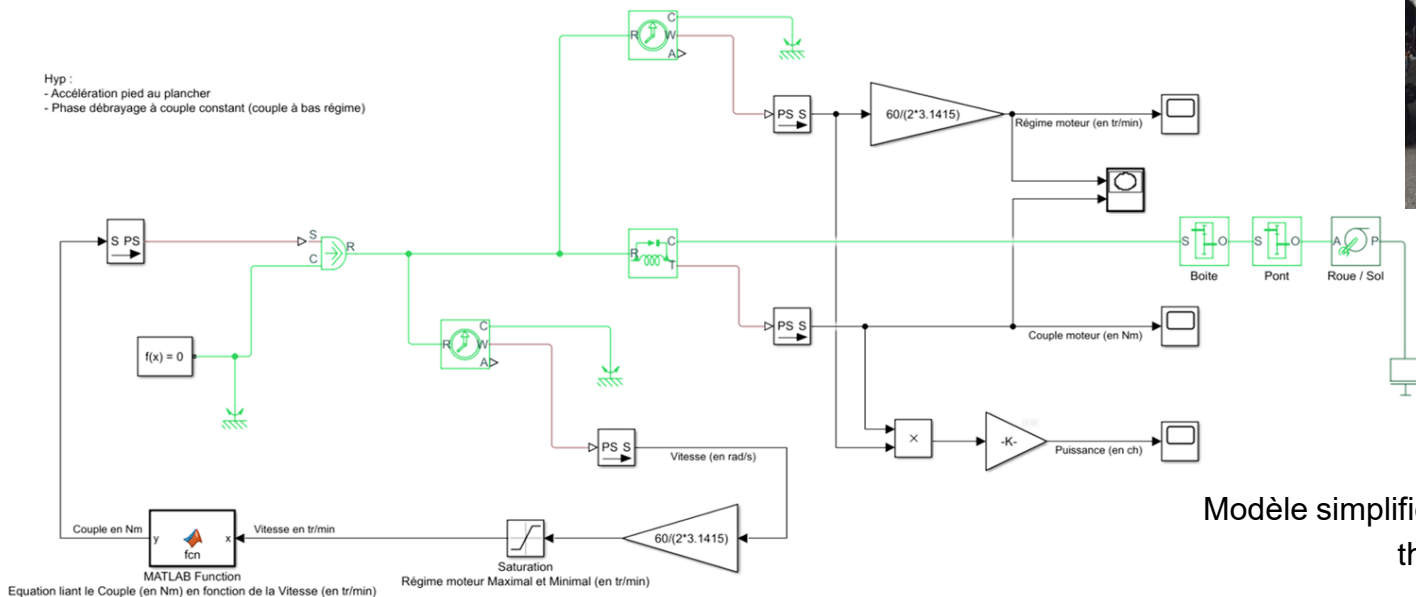 C
R
W
A
Hyp :
- Accélération pied au plancher
- Phase débrayage à couple constant (couple à bas régime)
PS S
60/(2*3.1415)
Régime moteur (en tr/min)
S PS
S
C
R
R
C
T
S
O
S
O
A
P
Boite
Pont
Roue / Sol
PS S
Couple moteur (en Nm)
f(x) = 0
C
R
W
A
×
-K-
Puissance (en ch)
PS S
Vitesse (en rad/s)
Modèle simplifi
th
Couple en Nm
y
fcn
x
Vitesse en tr/min
60/(2*3.1415)
MATLAB Function
Saturation
Equation liant le Couple (en Nm) en fonction de la Vitesse (en tr/min)
Régime moteur Maximal et Minimal (en tr/min)